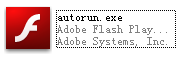 autorun.exe
Adobe Flash Play...
Adobe Systems, Inc.